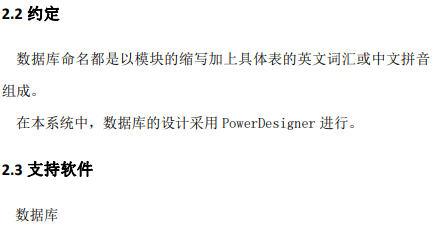 2.2 约定
数据库命名都是以模块的缩写加上具体表的英文词汇或中文拼音
组成。
在本系统中，数据库的设计采用 PowerDesigner 进行。
2.3 支持软件
数据库